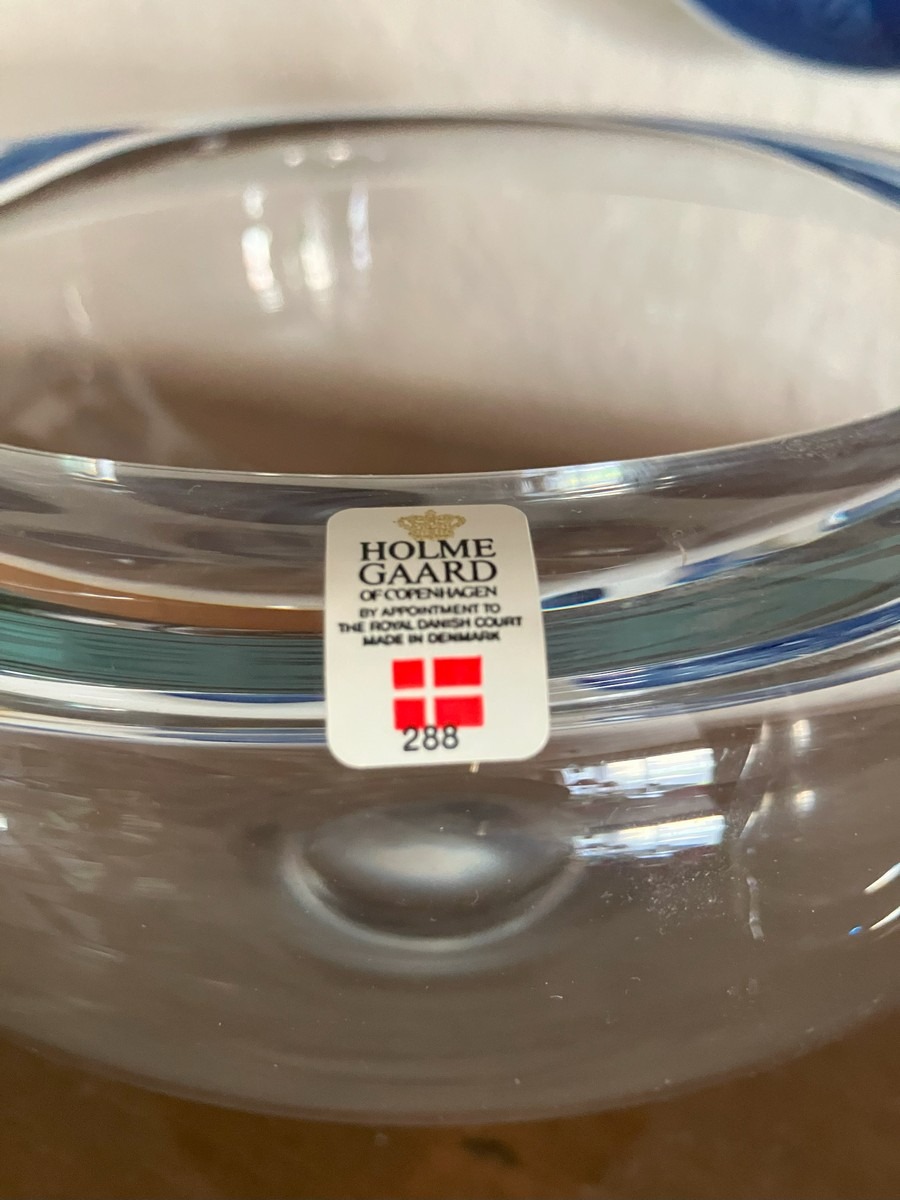 HOLME
GAARD
OF COPENHAGEN
BY APPOINTMENT TO
THE ROYAL DANISH COURT
MADE IN DENMARK
288